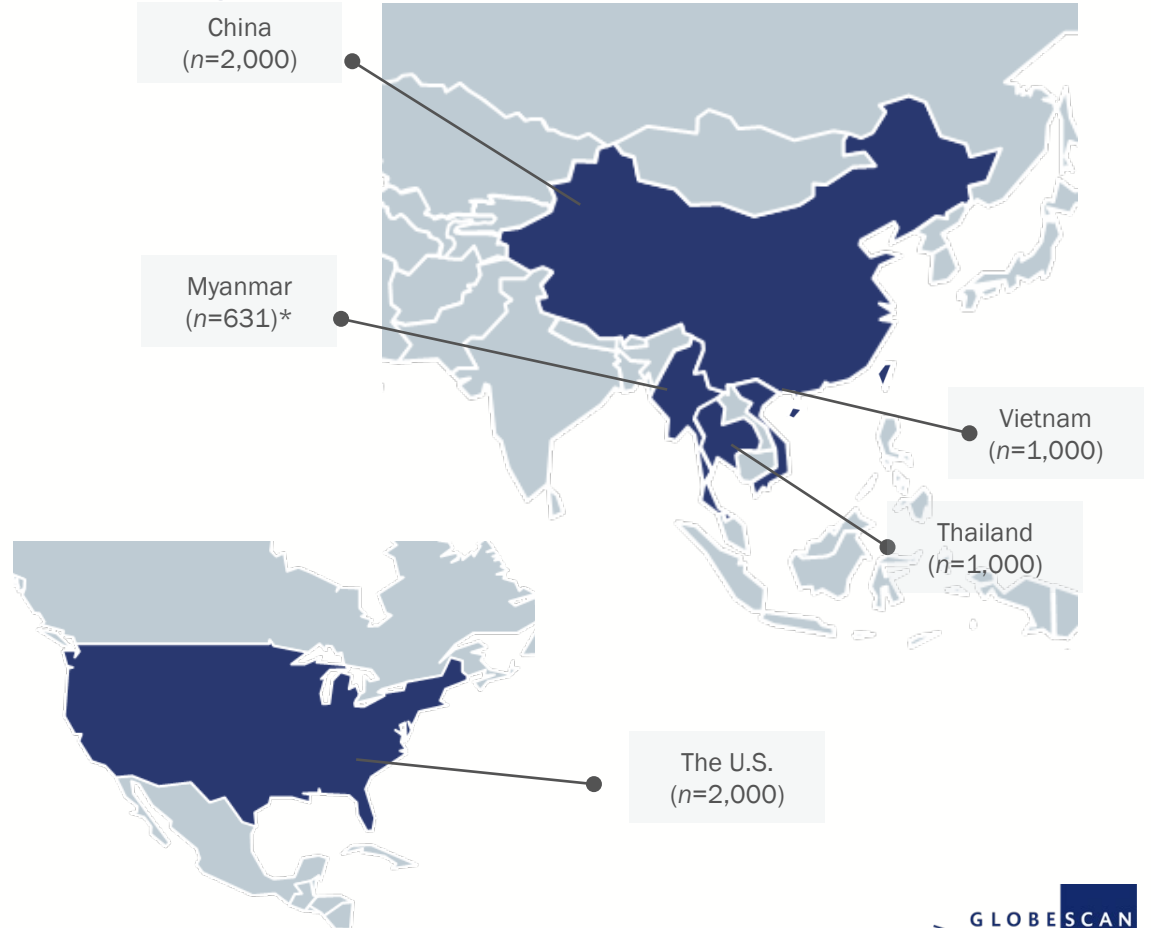 China
(n=2,000)
Myanmar
(n=631)*
Vietnam
(n=1,000)
Thailand
(n=1,000)
The U.S.
(n=2,000)
GLOBESCAN